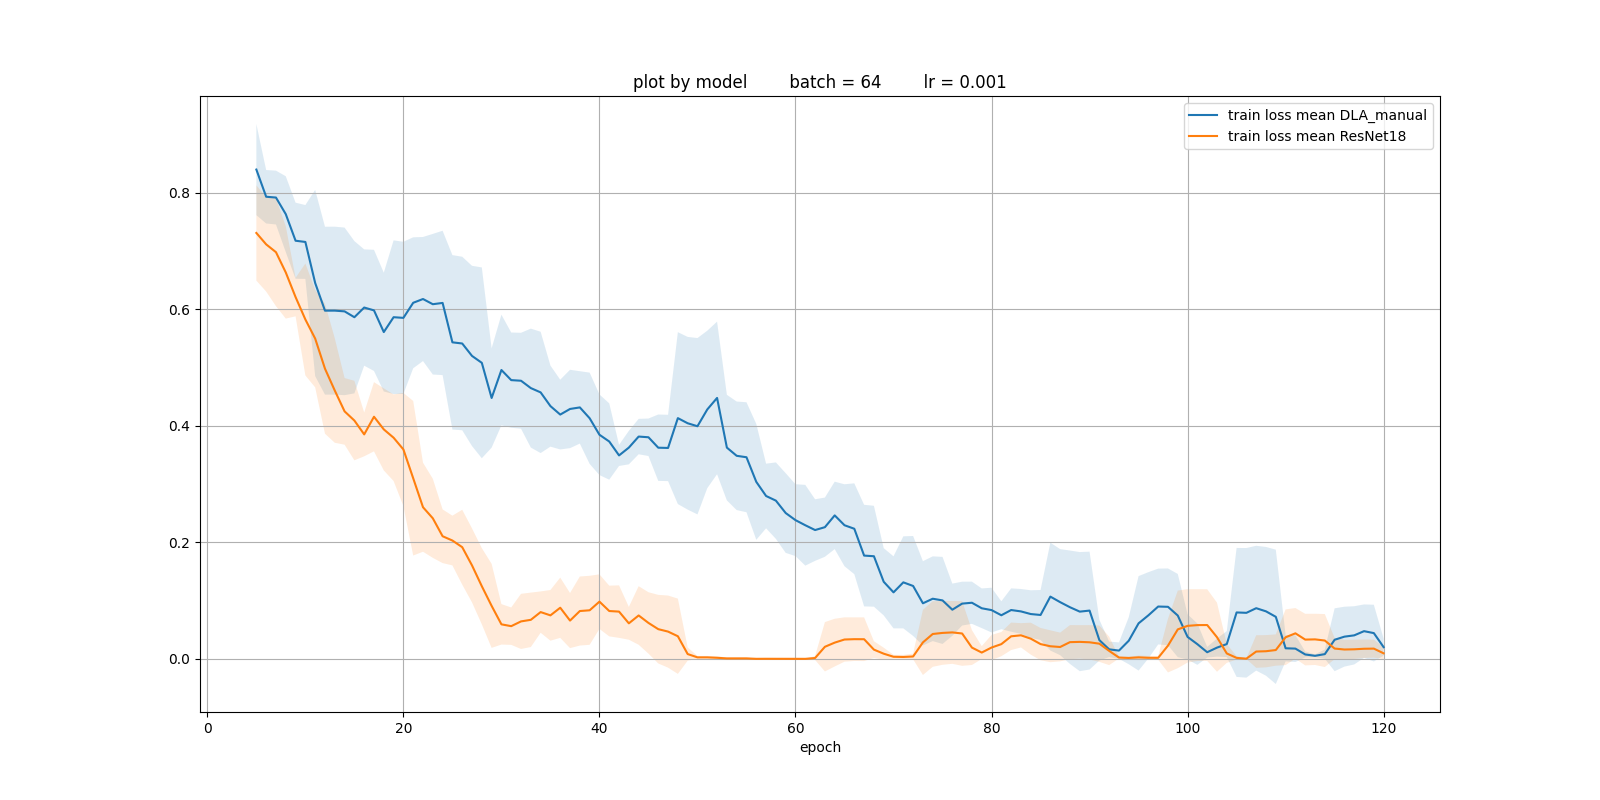 plot by model batch = 64 lr = 0.001
train loss mean DLA_manual
train loss mean ResNet18
0.8
0.6
0.4
0.2
0.0
0 20 40 60 80 100 120
epoch